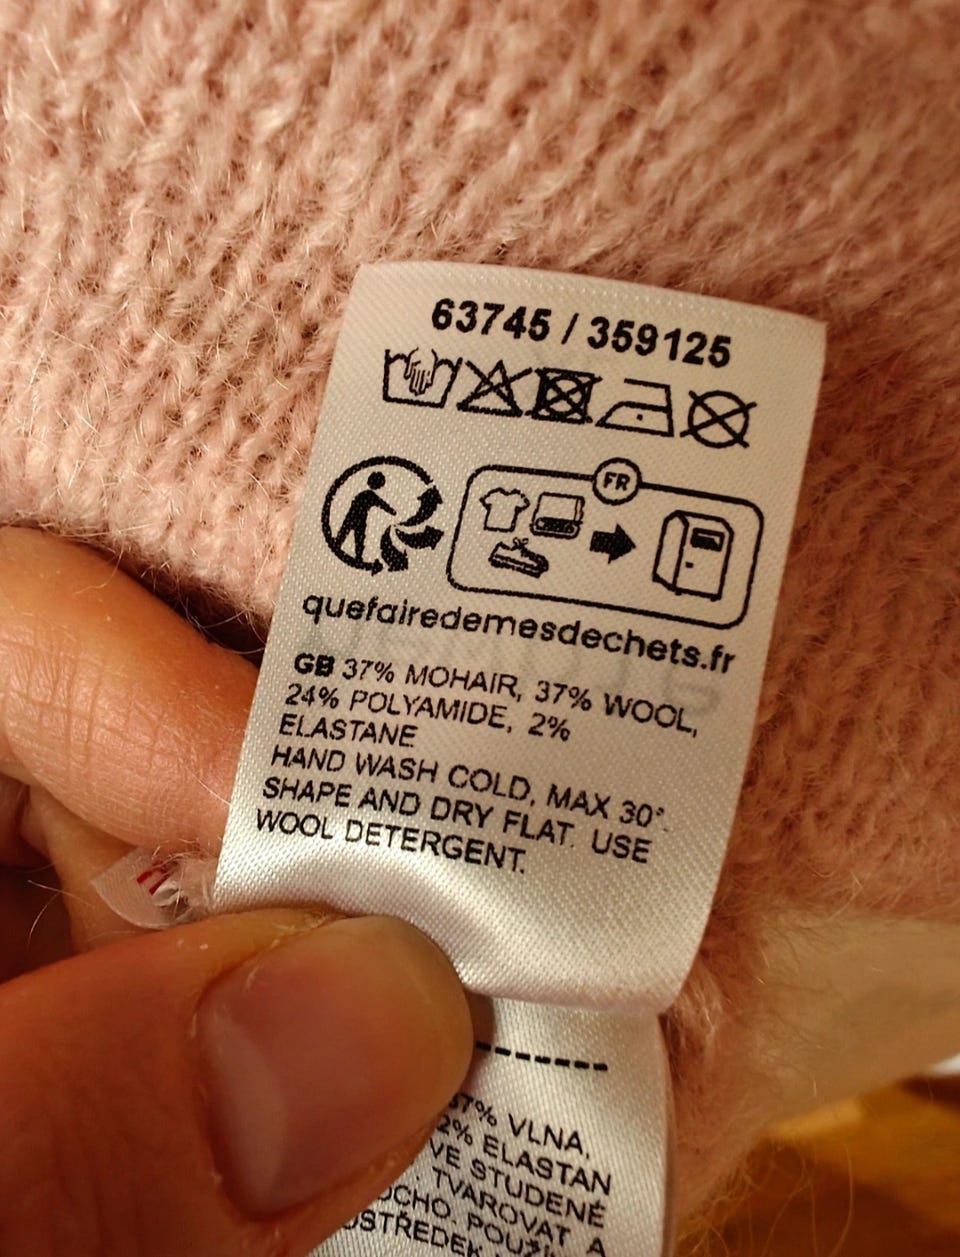 63745 / 359125
FR
quefairedemesdechets.fr
GB 37% MOHAIR, 37% WOOL,
24% POLYAMIDE, 2%
ELASTANE
HAND WASH COLD, MAX 30°.
SHAPE AND DRY FLAT. USE
WOOL DETERGENT.
37% VLNA,
2% ELASTAN
VE STUDENÉ
TVAROVAT A